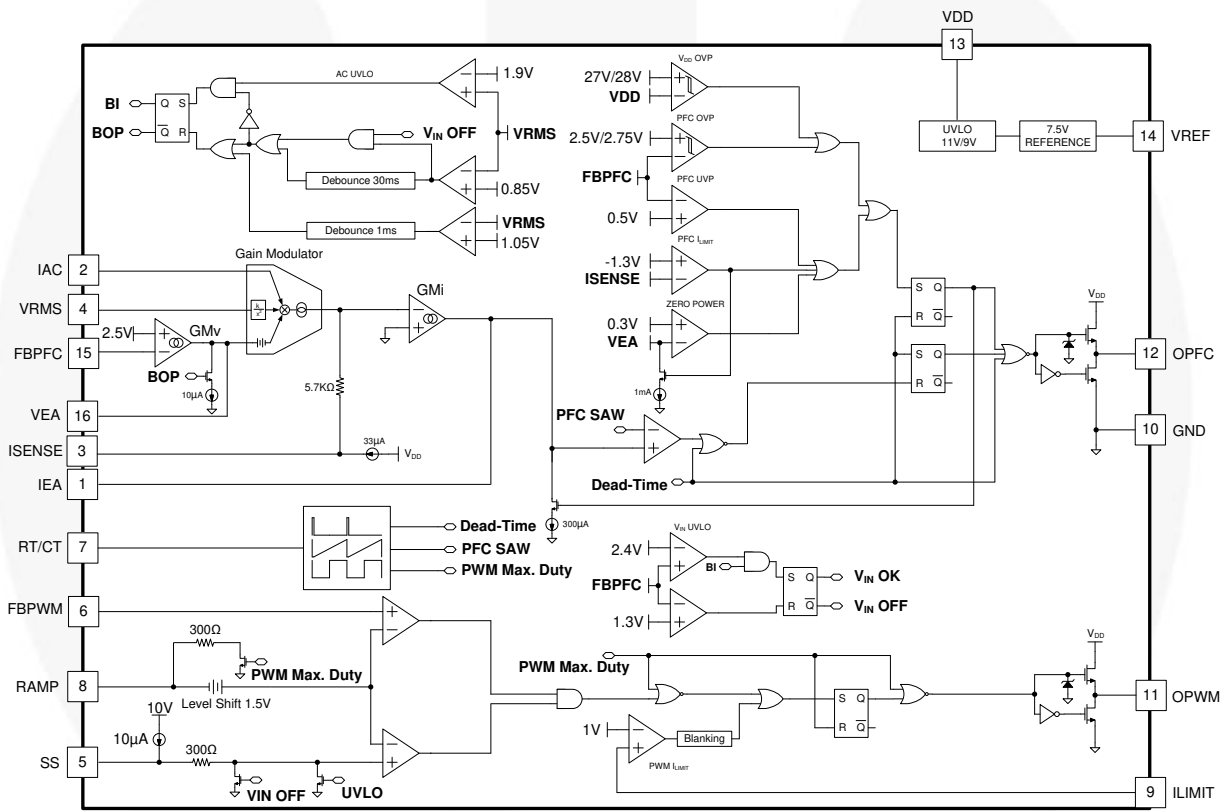 VDD
13
AC UVLO
1.9V
BI
Q
S
BOP
Q
R
VIN OFF
VRMS
Debounce 30ms
0.85V
Debounce 1ms
VRMS
1.05V
VDD OVP
27V/28V
VDD
PFC OVP
2.5V/2.75V
FBPFC
PFC UVP
0.5V
PFC ILIMIT
-1.3V
ISENSE
ZERO POWER
0.3V
VEA
1mA
UVLO
11V/9V
7.5V
REFERENCE
14
VREF
Gain Modulator
IAC
2
VRMS
4
k
x²
GMi
2.5V
GMv
FBPFC
15
BOP
10µA
5.7KΩ
VEA
16
ISENSE
3
33µA
VDD
IEA
1
S
Q
R
Q
S
Q
R
Q
VDD
12
OPFC
10
GND
PFC SAW
Dead-Time
300µA
RT/CT
7
Dead-Time
PFC SAW
PWM Max. Duty
VIN UVLO
2.4V
BI
FBPFC
1.3V
S
Q
R
Q
VIN OK
VIN OFF
FBPWM
6
300Ω
PWM Max. Duty
RAMP
8
Level Shift 1.5V
10V
10µA
300Ω
SS
5
VIN OFF
UVLO
PWM Max. Duty
1V
Blanking
PWM ILIMIT
S
Q
R
Q
VDD
11
OPWM
9
ILIMIT